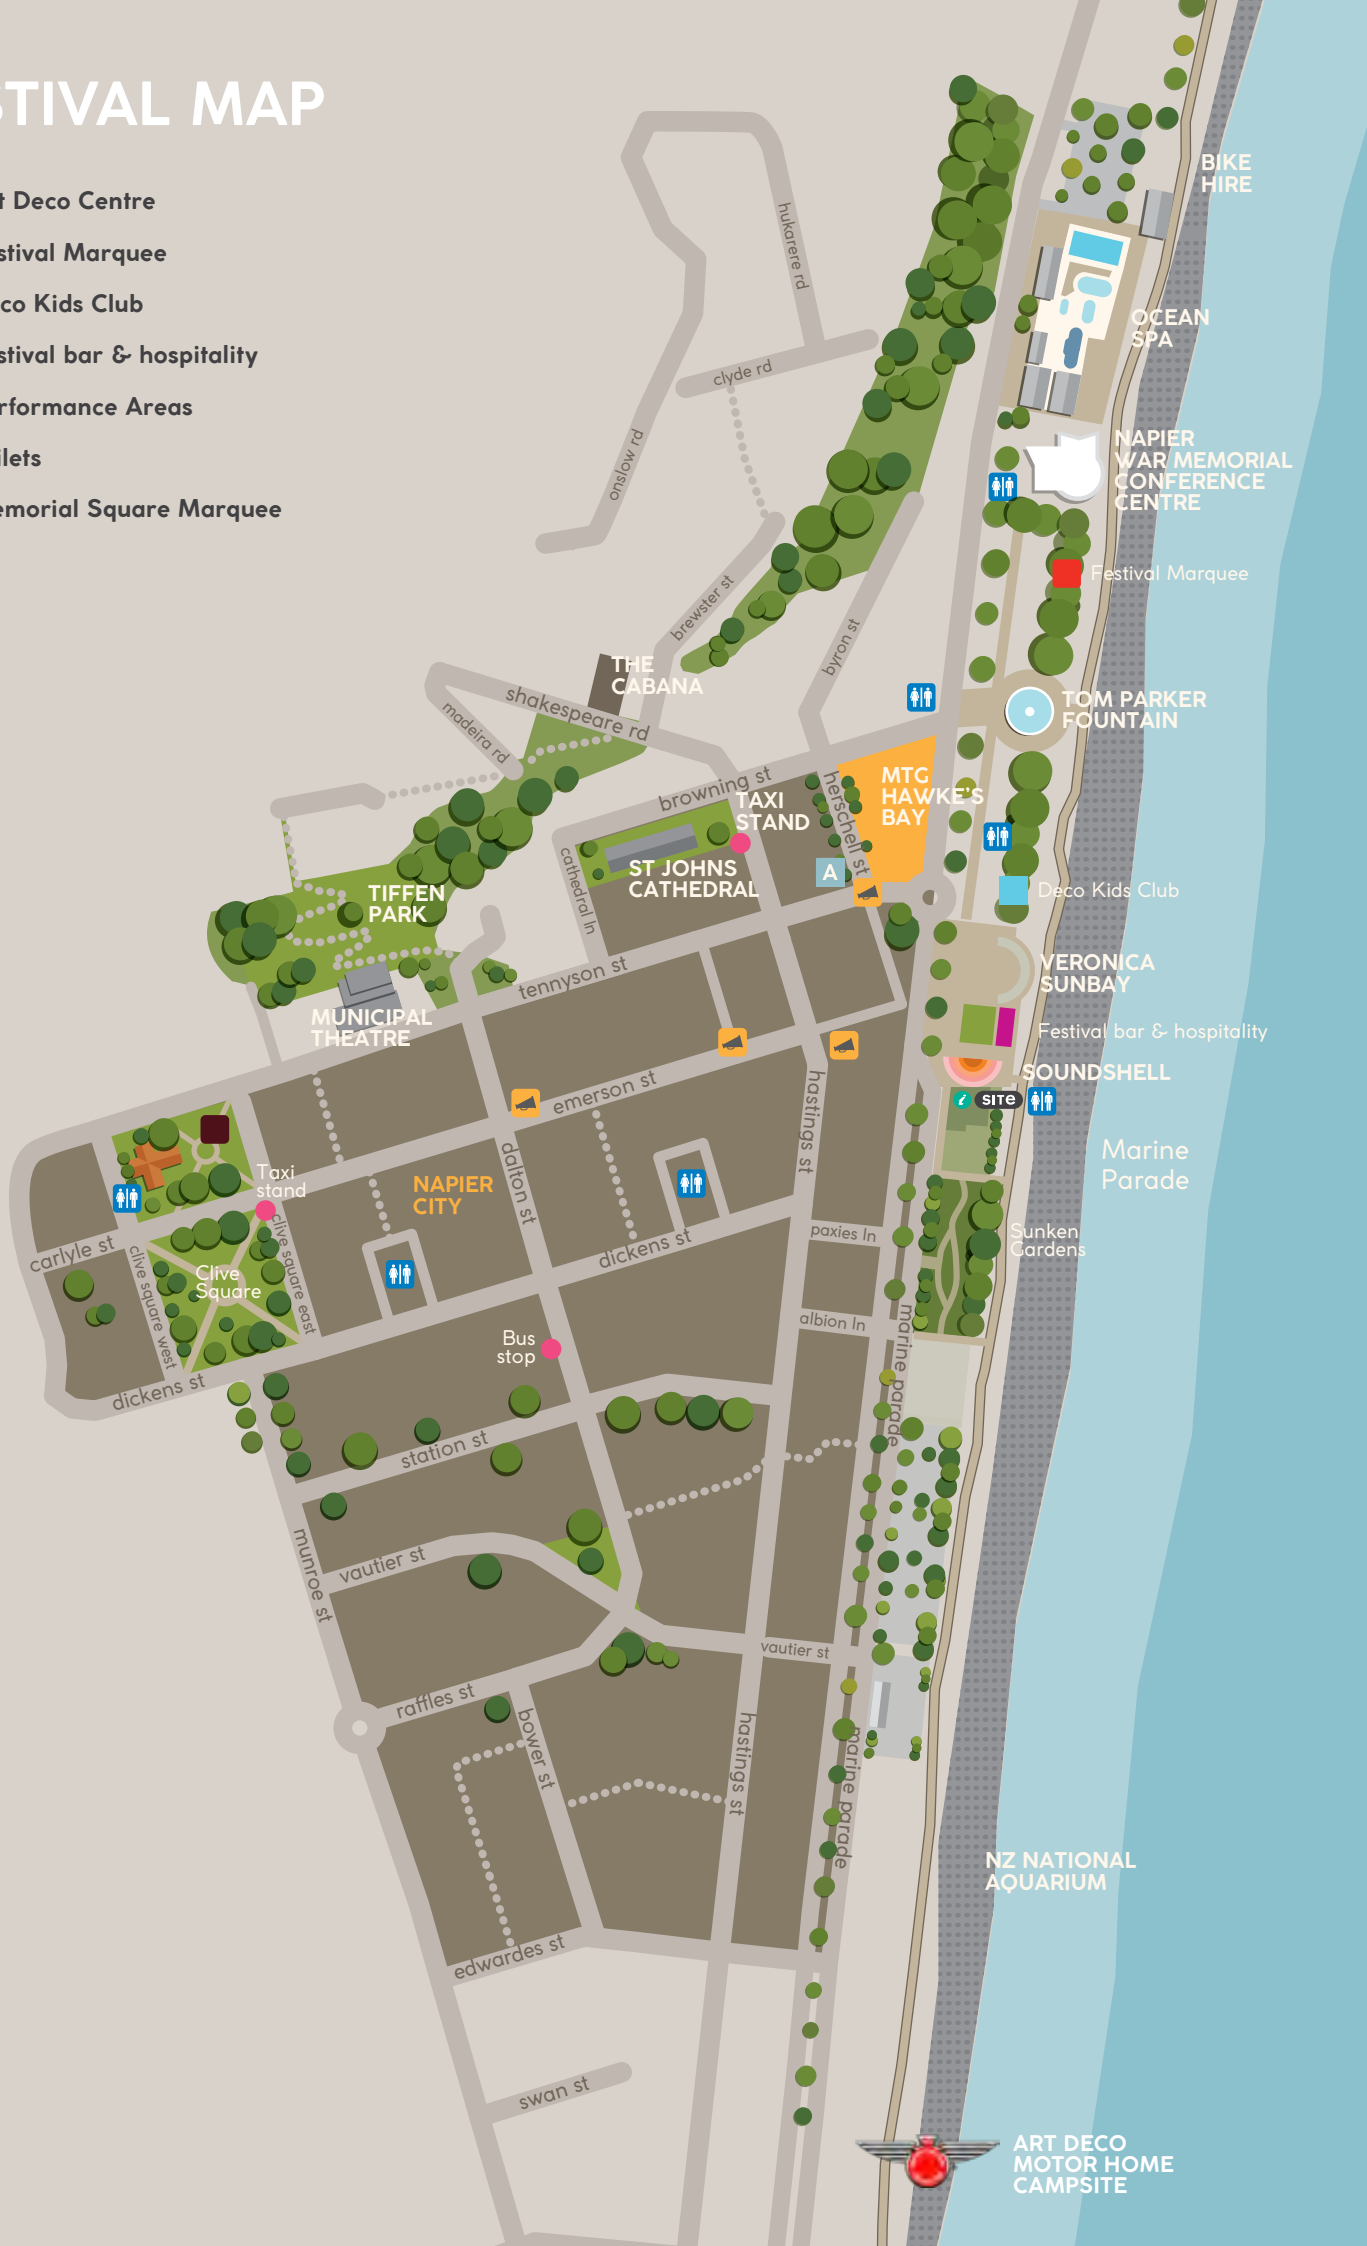 STIVAL MAP
t Deco Centre
stival Marquee
co Kids Club
stival bar & hospitality
rformance Areas
ilets
emorial Square Marquee
BIKE
HIRE
hukarere rd
OCEAN
SPA
clyde rd
onslow rd
NAPIER
WAR MEMORIAL
CONFERENCE
CENTRE
Festival Marquee
brewster st
byron st
THE
CABANA
shakespeare rd
madeira rd
TOM PARKER
FOUNTAIN
browning st
TAXI
STAND
herschell st
MTG
HAWKE'S
BAY
cathedral ln
ST JOHNS
CATHEDRAL
A
Deco Kids Club
TIFFEN
PARK
tennyson st
VERONICA
SUNBAY
MUNICIPAL
THEATRE
Festival bar & hospitality
SOUNDSHELL
i SITE
emerson st
hastings st
Marine
Parade
Taxi
stand
NAPIER
CITY
dalton st
carlyle st
clive square west
Clive
Square
clive square east
dickens st
paxies ln
Sunken
Gardens
albion ln
Bus
stop
marine parade
dickens st
station st
munroe st
vautier st
vautier st
raffles st
bower st
hastings st
marine parade
NZ NATIONAL
AQUARIUM
edwardes st
swan st
ART DECO
MOTOR HOME
CAMPSITE